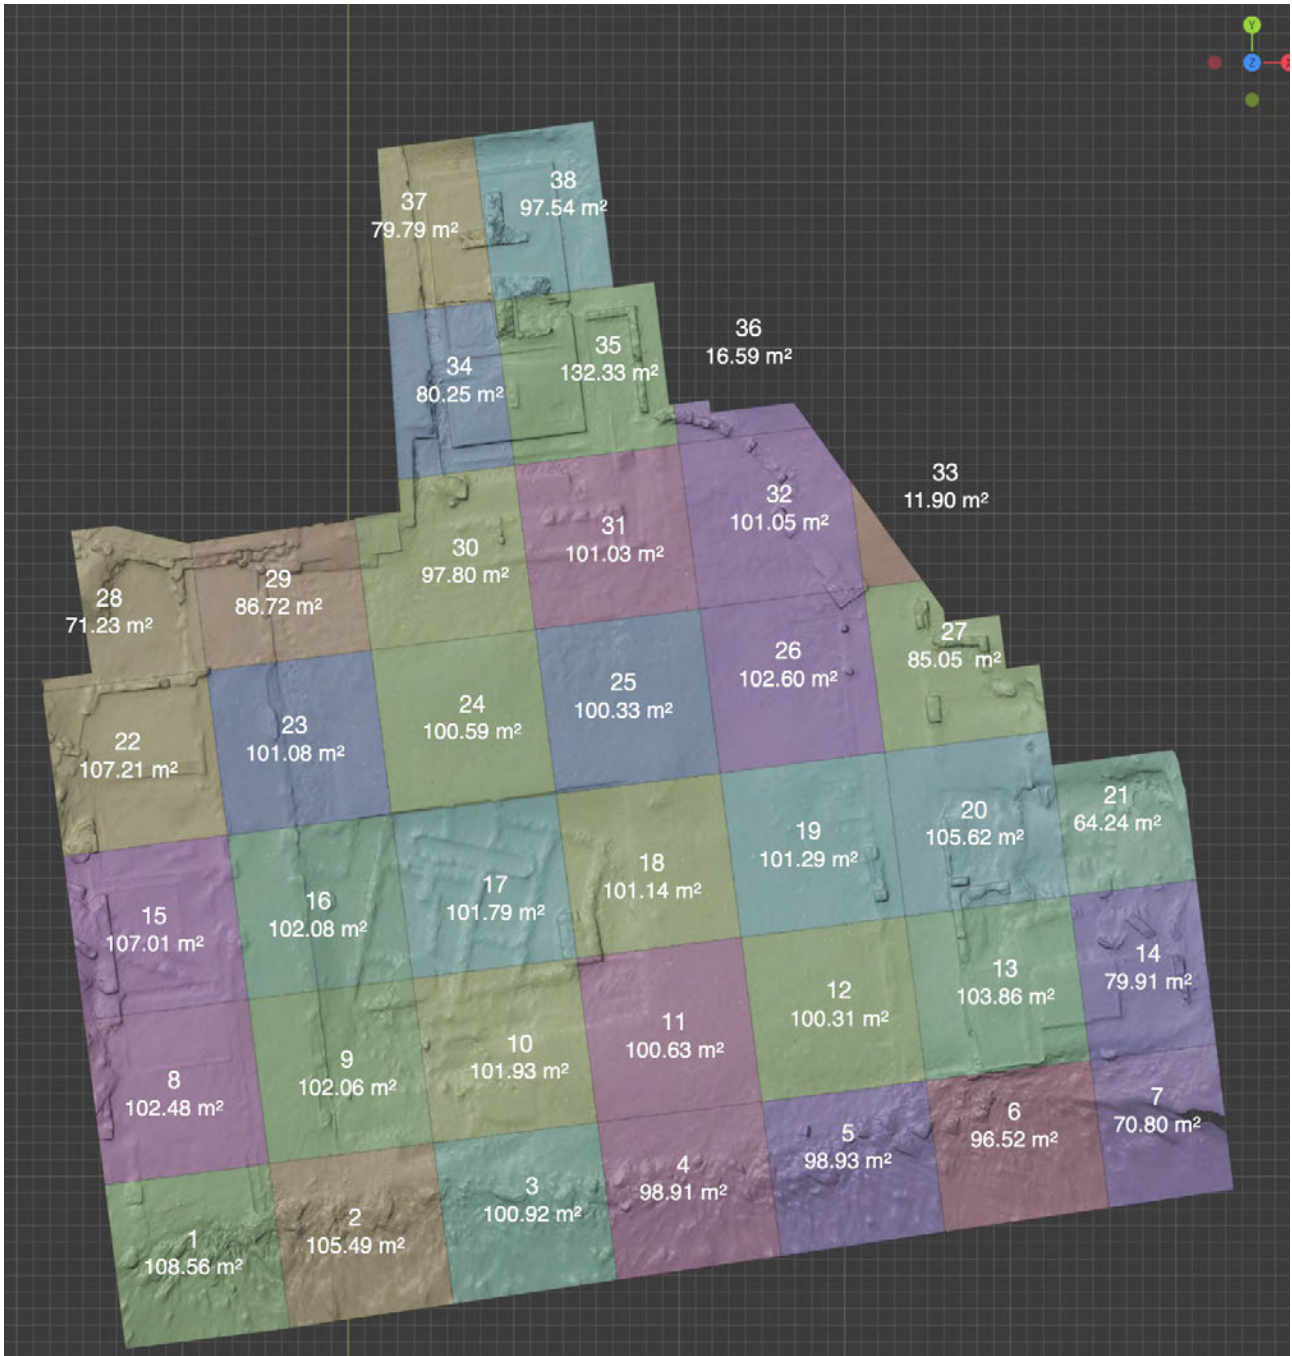 37
79.79 m²
38
97.54 m²
36
16.59 m²
35
132.33 m²
34
80.25 m²
33
11.90 m²
32
101.05 m²
31
101.03 m²
30
97.80 m²
29
86.72 m²
28
71.23 m²
27
85.05 m²
26
102.60 m²
25
100.33 m²
24
100.59 m²
23
101.08 m²
22
107.21 m²
21
64.24 m²
20
105.62 m²
19
101.29 m²
18
101.14 m²
17
101.79 m²
16
102.08 m²
15
107.01 m²
14
79.91 m²
13
103.86 m²
12
100.31 m²
11
100.63 m²
10
101.93 m²
9
102.06 m²
8
102.48 m²
7
70.80 m²
6
96.52 m²
5
98.93 m²
4
98.91 m²
3
100.92 m²
2
105.49 m²
1
108.56 m²
Y
Z
X